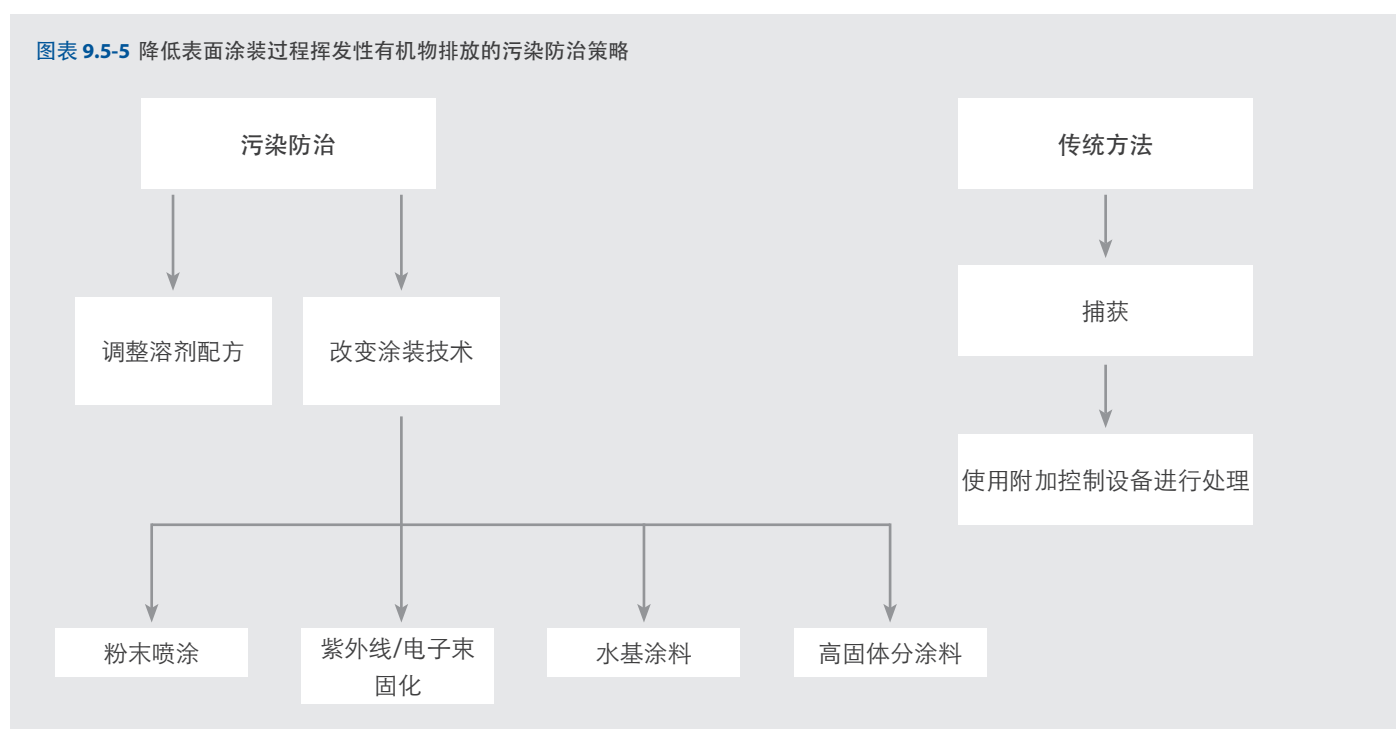 图表 9.5-5 降低表面涂装过程挥发性有机物排放的污染防治策略
污染防治
传统方法
调整溶剂配方
改变涂装技术
捕获
使用附加控制设备进行处理
粉末喷涂
紫外线/电子束
固化
水基涂料
高固体分涂料